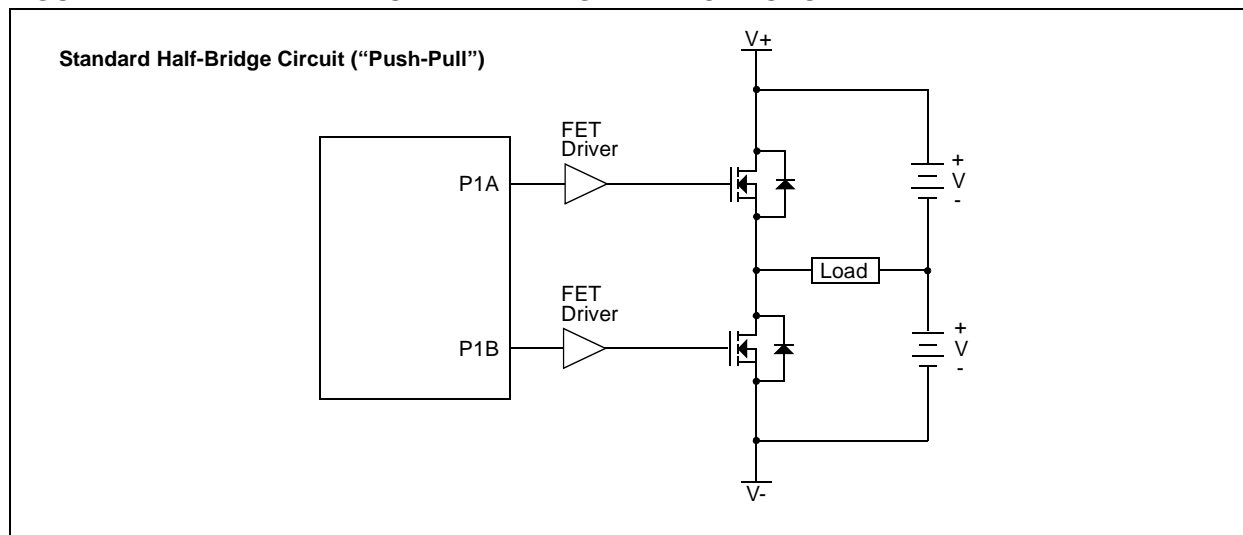 Standard Half-Bridge Circuit (“Push-Pull”)
V+
FET
Driver
P1A
+
V
-
Load
FET
Driver
P1B
+
V
-
V-